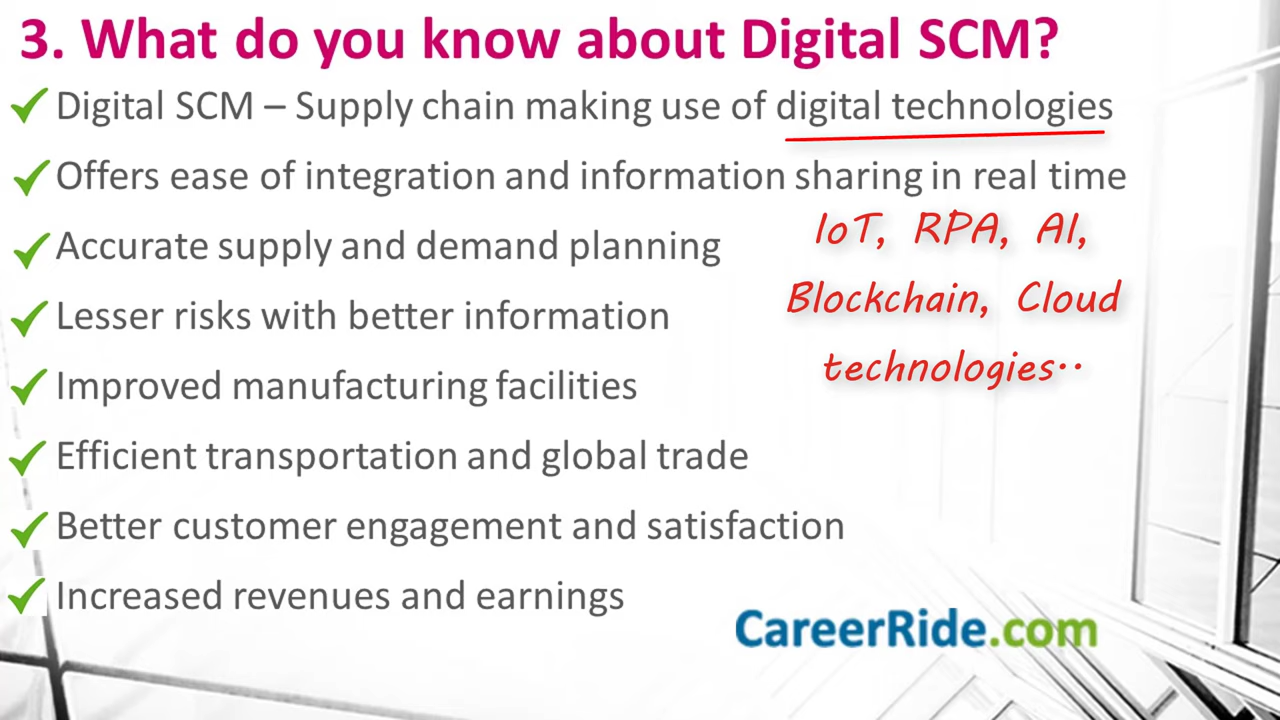 3. What do you know about Digital SCM?
Digital SCM – Supply chain making use of digital technologies
Offers ease of integration and information sharing in real time
Accurate supply and demand planning
Lesser risks with better information
Improved manufacturing facilities
Efficient transportation and global trade
Better customer engagement and satisfaction
Increased revenues and earnings
IoT, RPA, AI,
Blockchain, Cloud
technologies..
CareerRide.com